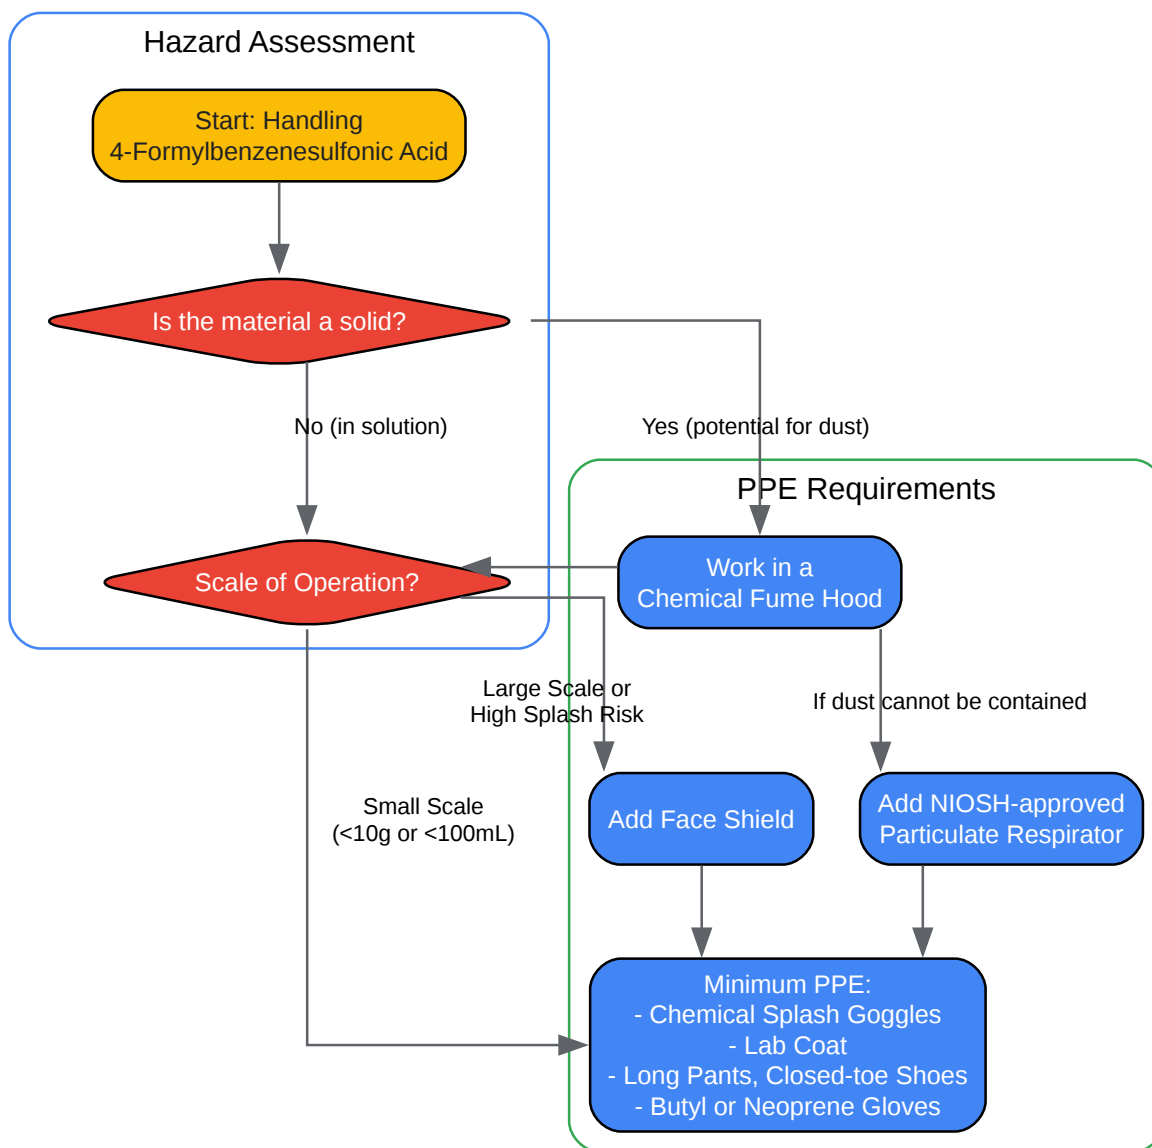 Hazard Assessment
Start: Handling
4-Formylbenzenesulfonic Acid
Is the material a solid?
No (in solution)
Yes (potential for dust)
PPE Requirements
Scale of Operation?
Work in a
Chemical Fume Hood
Large Scale or
High Splash Risk
If dust cannot be contained
Small Scale
(<10g or <100mL)
Add Face Shield
Add NIOSH-approved
Particulate Respirator
Minimum PPE:
- Chemical Splash Goggles
- Lab Coat
- Long Pants, Closed-toe Shoes
- Butyl or Neoprene Gloves